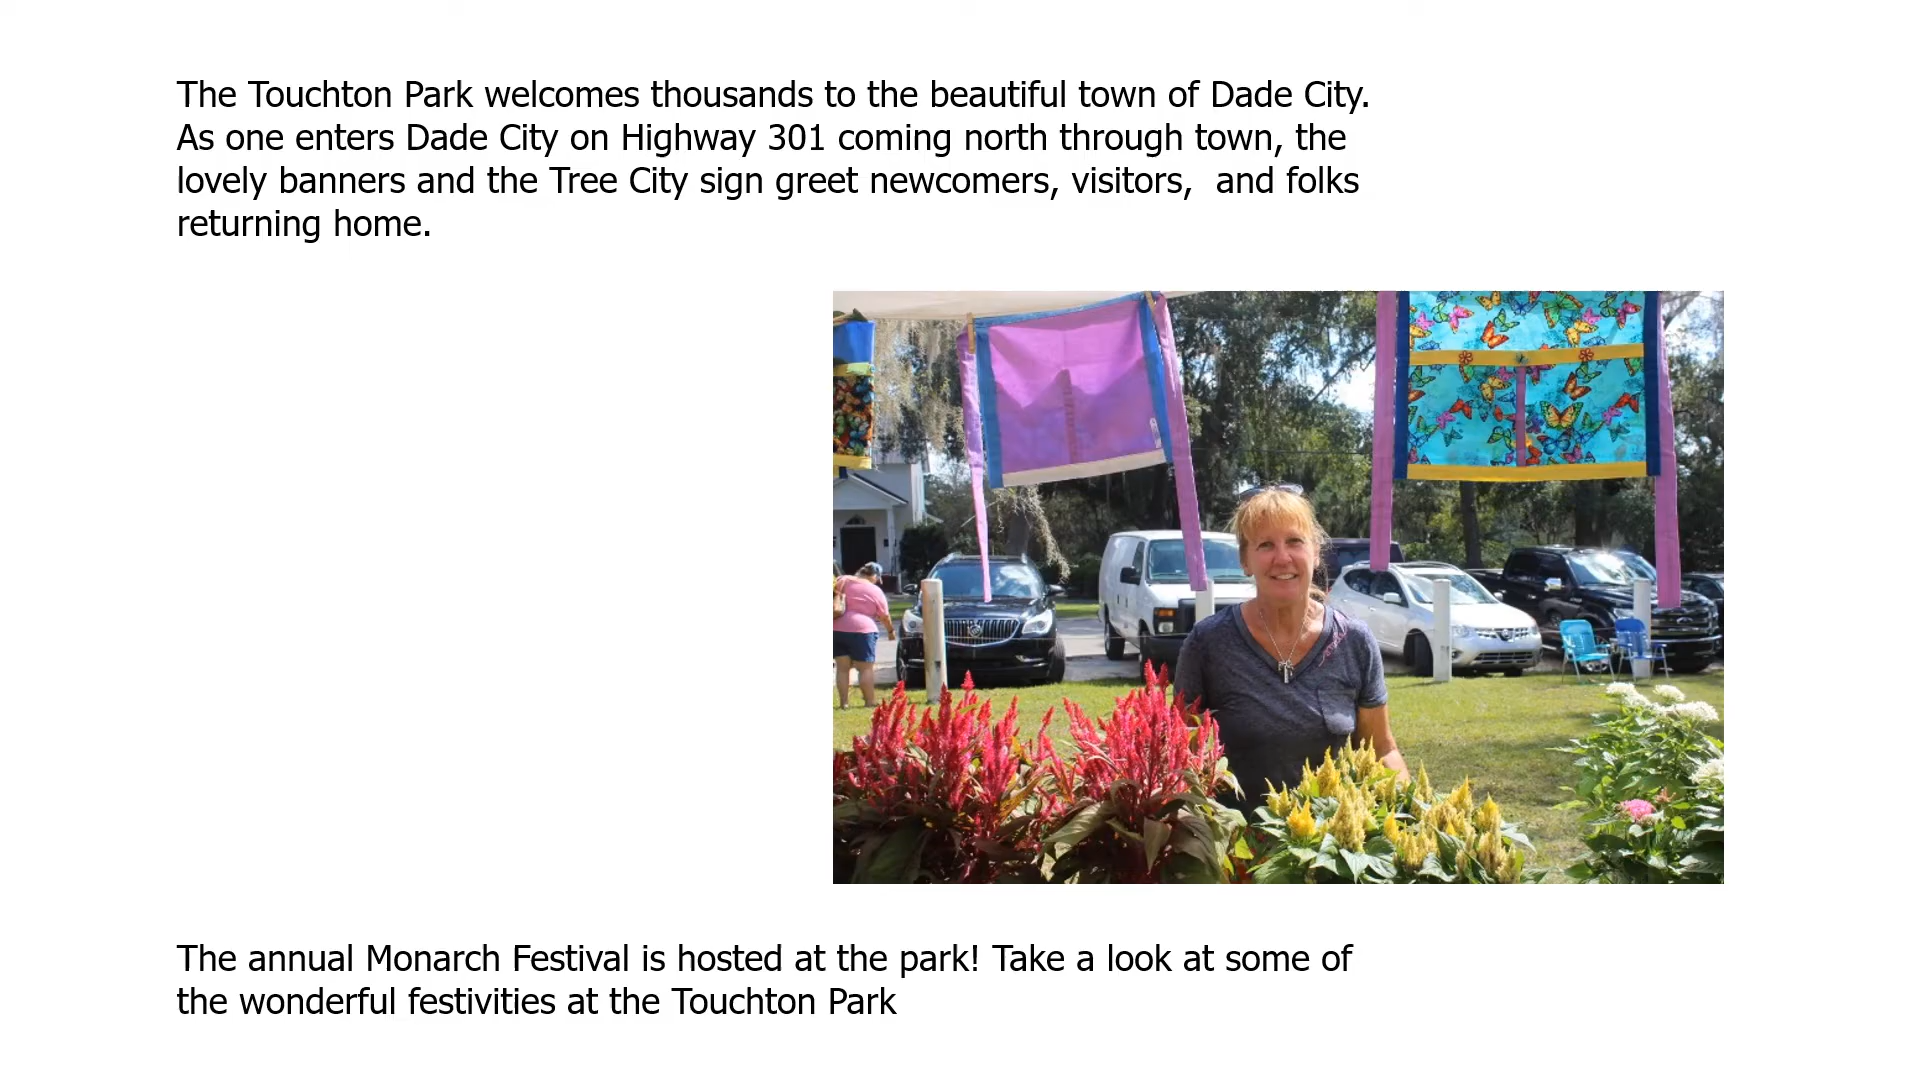 The Touchton Park welcomes thousands to the beautiful town of Dade City.
As one enters Dade City on Highway 301 coming north through town, the
lovely banners and the Tree City sign greet newcomers, visitors,  and folks
returning home.
The annual Monarch Festival is hosted at the park! Take a look at some of
the wonderful festivities at the Touchton Park